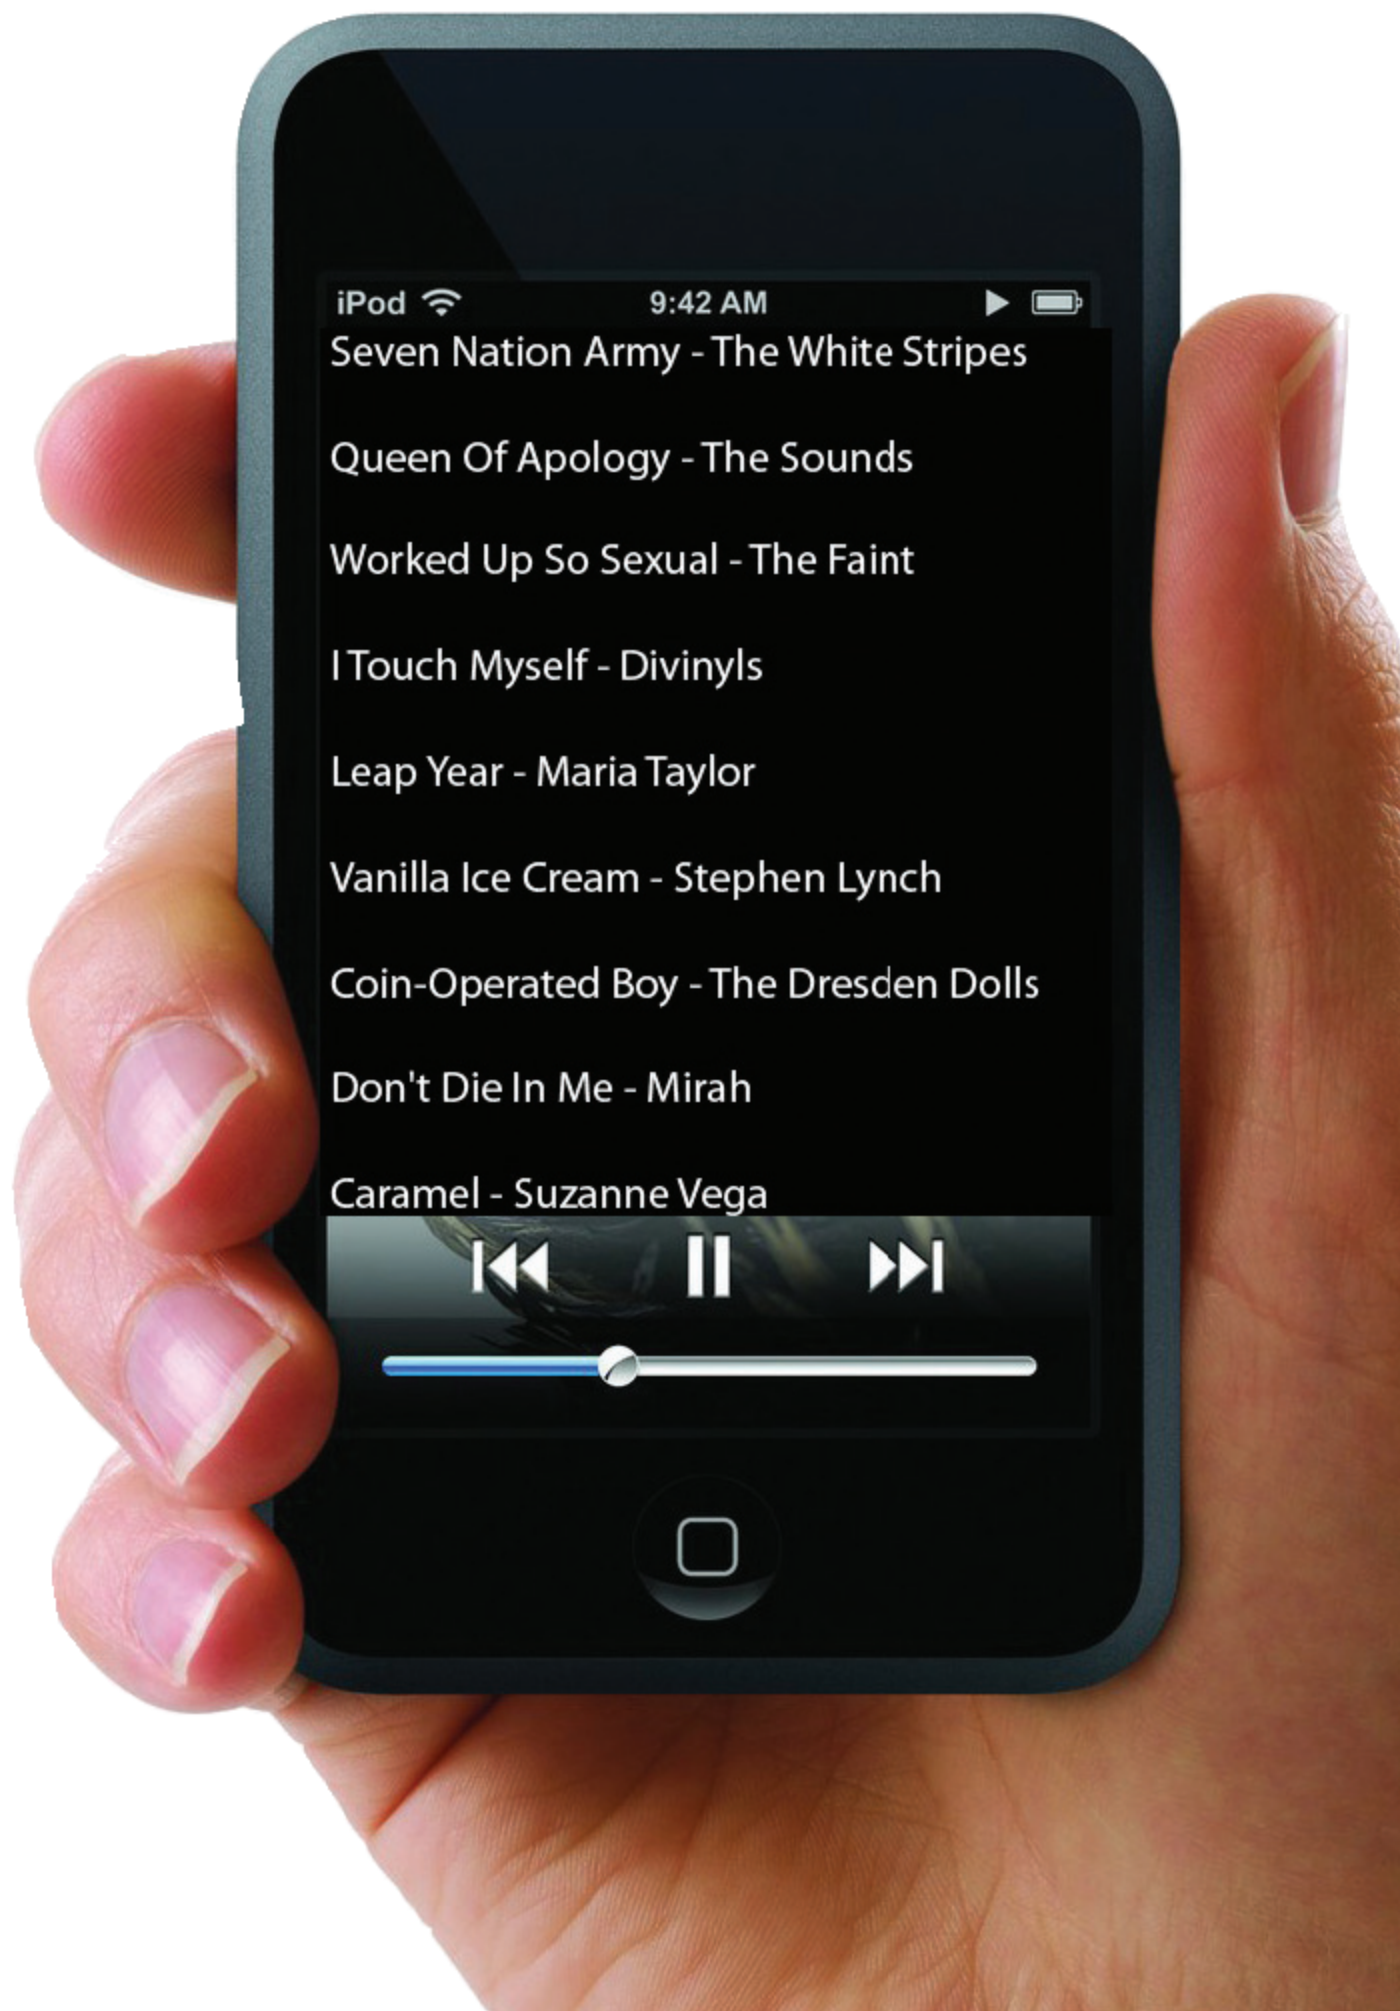 iPod
9:42 AM
Seven Nation Army - The White Stripes
Queen Of Apology - The Sounds
Worked Up So Sexual - The Faint
I Touch Myself - Divinyls
Leap Year - Maria Taylor
Vanilla Ice Cream - Stephen Lynch
Coin-Operated Boy - The Dresden Dolls
Don't Die In Me - Mirah
Caramel - Suzanne Vega